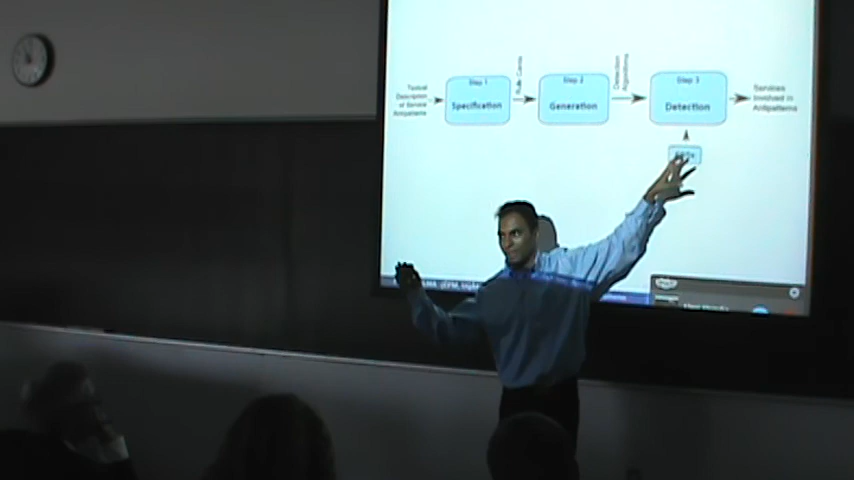 Textual
Description
of Service
Antipatterns
Step 1
Specification
Rule Cards
Step 2
Generation
Detection
Algorithms
Step 3
Detection
Services
Involved in
Antipatterns